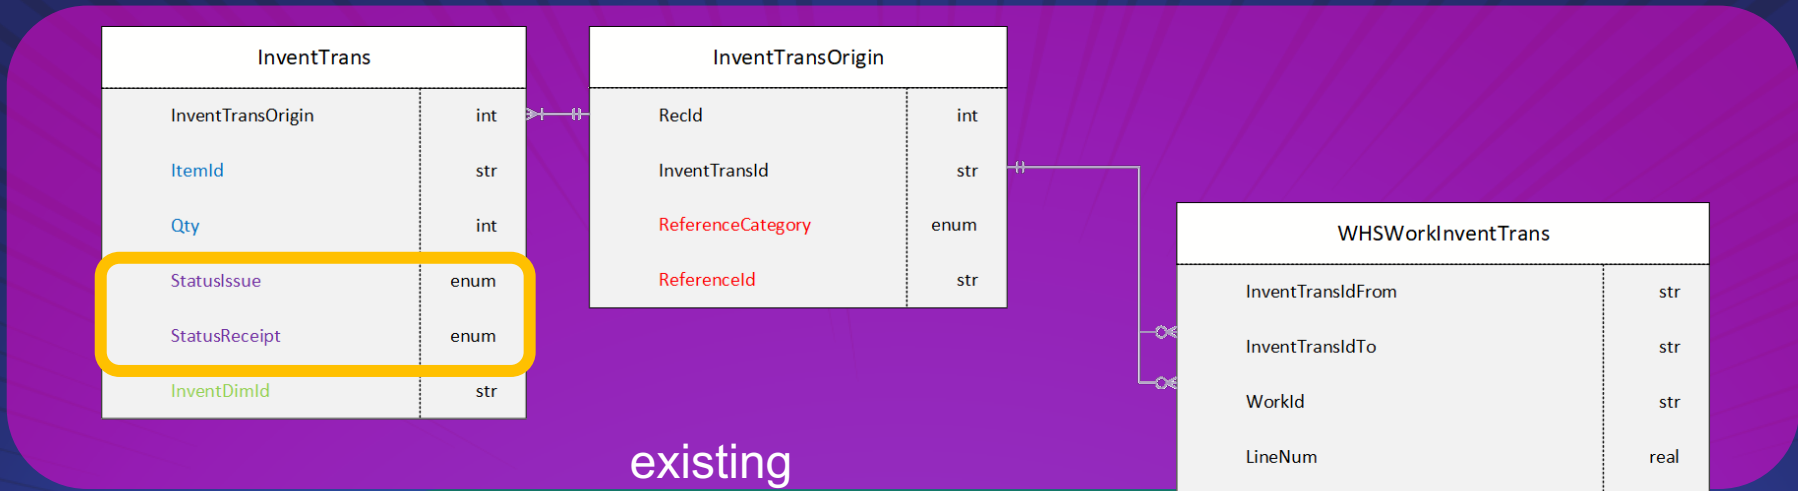 InventTrans
InventTransOrigin int
ItemId str
Qty int
StatusIssue enum
StatusReceipt enum
InventDimId str
InventTransOrigin
RecId int
InventTransId str
ReferenceCategory enum
ReferenceId str
WHSWorkInventTrans
InventTransIdFrom str
InventTransIdTo str
WorkId str
LineNum real
existing